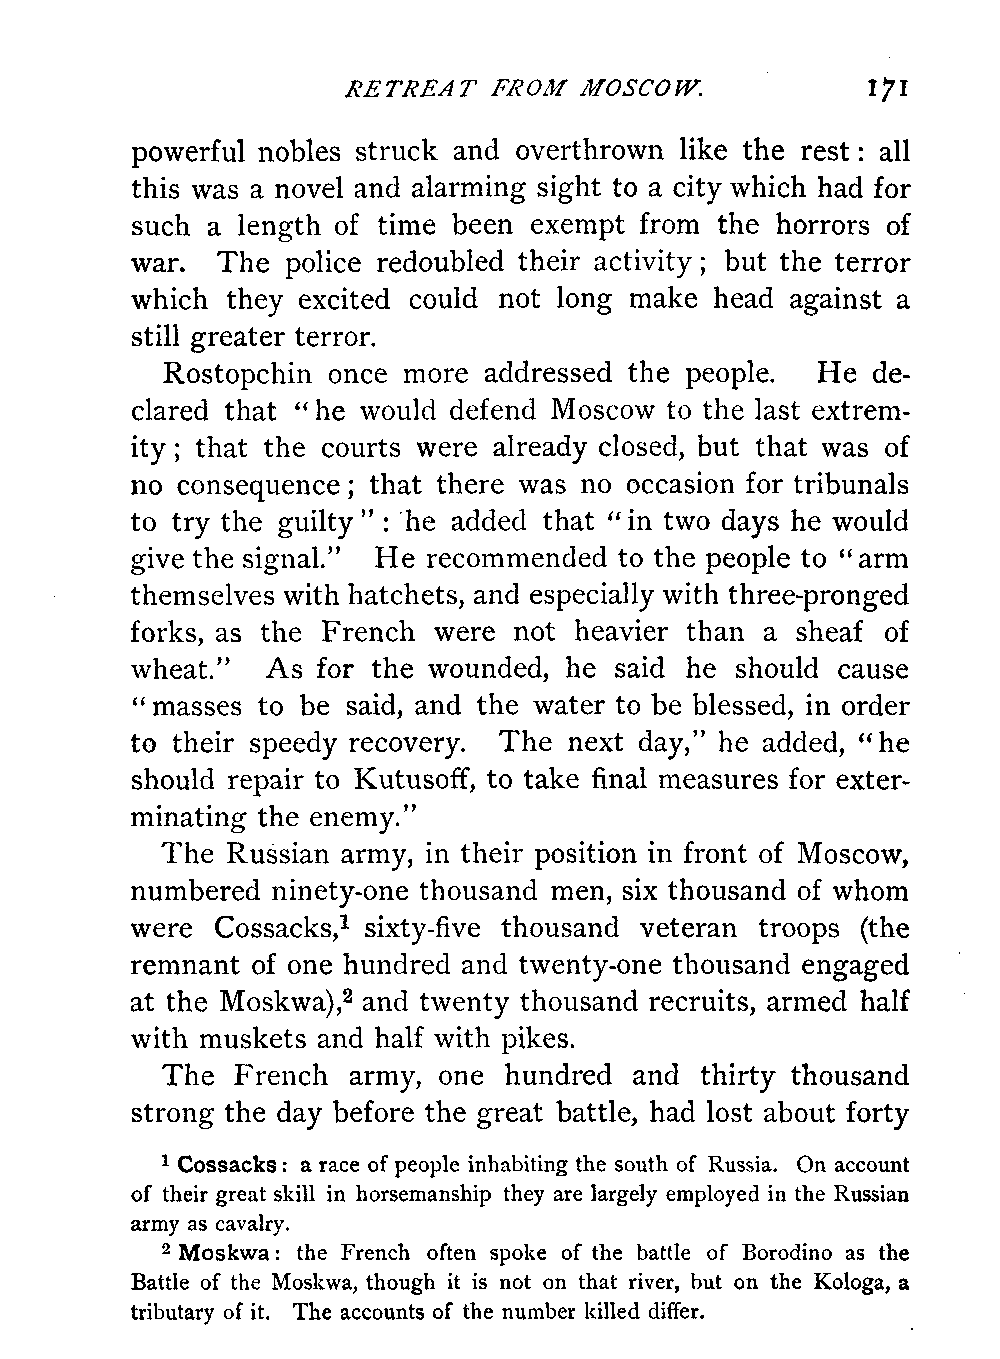 RETREAT FROM MOSCOW. 171
powerful nobles struck and overthrown like the rest : all
this was a novel and alarming sight to a city which had for
such a length of time been exempt from the horrors of
war. The police redoubled their activity ; but the terror
which they excited could not long make head against a
still greater terror.
Rostopchin once more addressed the people. He de-
clared that “he would defend Moscow to the last extrem-
ity ; that the courts were already closed, but that was of
no consequence ; that there was no occasion for tribunals
to try the guilty” : he added that “in two days he would
give the signal.” He recommended to the people to “arm
themselves with hatchets, and especially with three-pronged
forks, as the French were not heavier than a sheaf of
wheat.” As for the wounded, he said he should cause
“masses to be said, and the water to be blessed, in order
to their speedy recovery. The next day,” he added, “he
should repair to Kutusoff, to take final measures for exter-
minating the enemy.”
The Russian army, in their position in front of Moscow,
numbered ninety-one thousand men, six thousand of whom
were Cossacks,¹ sixty-five thousand veteran troops (the
remnant of one hundred and twenty-one thousand engaged
at the Moskwa),² and twenty thousand recruits, armed half
with muskets and half with pikes.
The French army, one hundred and thirty thousand
strong the day before the great battle, had lost about forty
¹ Cossacks : a race of people inhabiting the south of Russia. On account
of their great skill in horsemanship they are largely employed in the Russian
army as cavalry.
² Moskwa : the French often spoke of the battle of Borodino as the
Battle of the Moskwa, though it is not on that river, but on the Kologa, a
tributary of it. The accounts of the number killed differ.